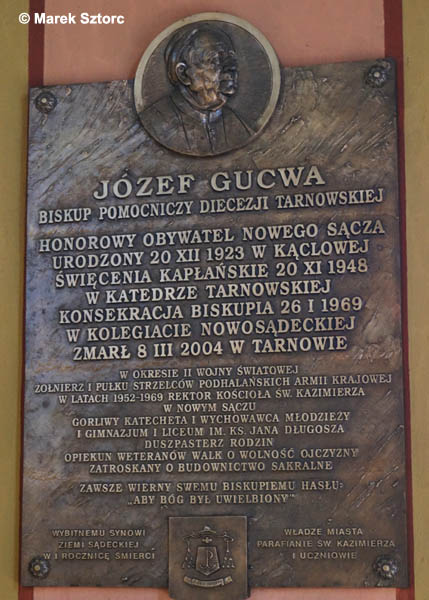 © Marek Sztorc
JÓZEF GUCWA
BISKUP POMOCNICZY DIECEZJI TARNOWSKIEJ
HONOROWY OBYWATEL NOWEGO SĄCZA
URODZONY 20 XII 1923 W KĄCLOWEJ
ŚWIĘCENIA KAPŁAŃSKIE 20 XI 1948
W KATEDRZE TARNOWSKIEJ
KONSEKRACJA BISKUPIA 26 I 1969
W KOLEGIACIE NOWOSĄDECKIEJ
ZMARŁ 8 III 2004 W TARNOWIE
W OKRESIE II WOJNY ŚWIATOWEJ
ŻOŁNIERZ I PUŁKU STRZELCÓW PODHALAŃSKICH ARMII KRAJOWEJ
W LATACH 1952-1969 REKTOR KOŚCIOŁA ŚW. KAZIMIERZA
W NOWYM SĄCZU
GORLIWY KATECHETA I WYCHOWAWCA MŁODZIEŻY
I GIMNAZJUM I LICEUM IM. KS. JANA DŁUGOSZA
DUSZPASTERZ RODZIN
OPIEKUN WETERANÓW WALK O WOLNOŚĆ OJCZYZNY
ZATROSKANY O BUDOWNICTWO SAKRALNE
ZAWSZE WIERNY SWEMU BISKUPIEMU HASŁU:
„ABY BÓG BYŁ UWIELBIONY”
WYBITNEMU SYNOWI
ZIEMI SĄDECKIEJ
W I ROCZNICĘ ŚMIERCI
WŁADZE MIASTA
PARAFIANIE ŚW. KAZIMIERZA
I UCZNIOWIE